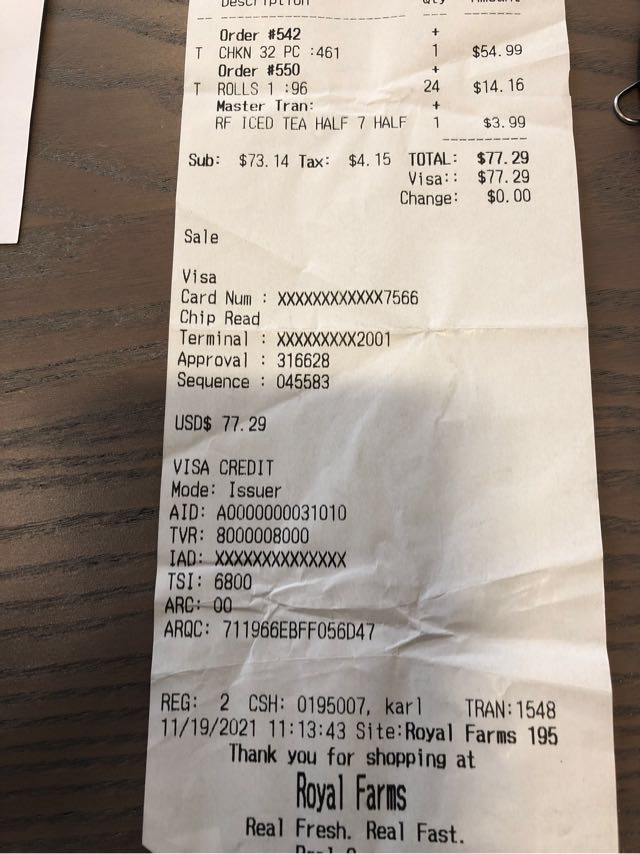 Description Qty Amount
Order #542 +
T CHKN 32 PC :461 1 $54.99
Order #550 +
T ROLLS 1 :96 24 $14.16
Master Tran: +
RF ICED TEA HALF 7 HALF 1 $3.99
Sub: $73.14 Tax: $4.15 TOTAL: $77.29
Visa:: $77.29
Change: $0.00
Sale
Visa
Card Num : XXXXXXXXXXXX7566
Chip Read
Terminal : XXXXXXXXX2001
Approval : 316628
Sequence : 045583
USD$ 77.29
VISA CREDIT
Mode: Issuer
AID: A0000000031010
TVR: 8000008000
IAD: XXXXXXXXXXXXXX
TSI: 6800
ARC: 00
ARQC: 711966EBFF056D47
REG: 2 CSH: 0195007, karl TRAN:1548
11/19/2021 11:13:43 Site:Royal Farms 195
Thank you for shopping at
Royal Farms
Real Fresh. Real Fast.